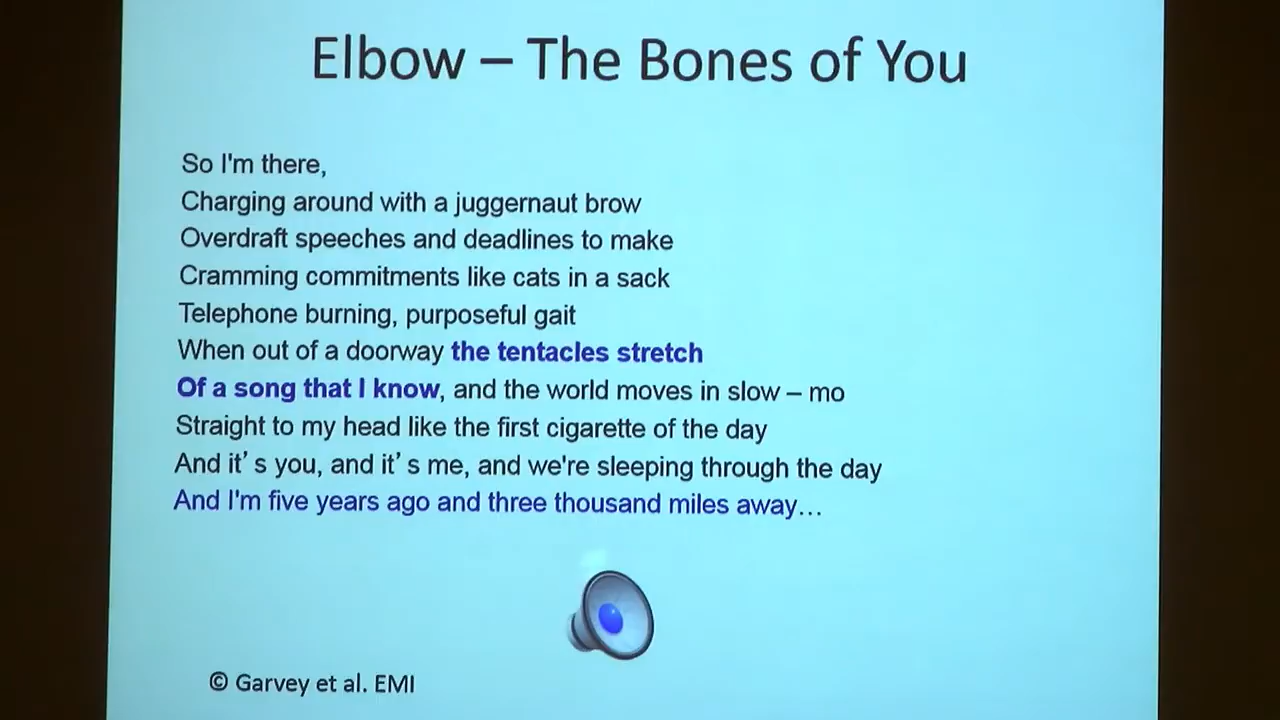 Elbow – The Bones of You
So I'm there,
Charging around with a juggernaut brow
Overdraft speeches and deadlines to make
Cramming commitments like cats in a sack
Telephone burning, purposeful gait
When out of a doorway the tentacles stretch
Of a song that I know, and the world moves in slow – mo
Straight to my head like the first cigarette of the day
And it's you, and it's me, and we're sleeping through the day
And I'm five years ago and three thousand miles away…
© Garvey et al. EMI